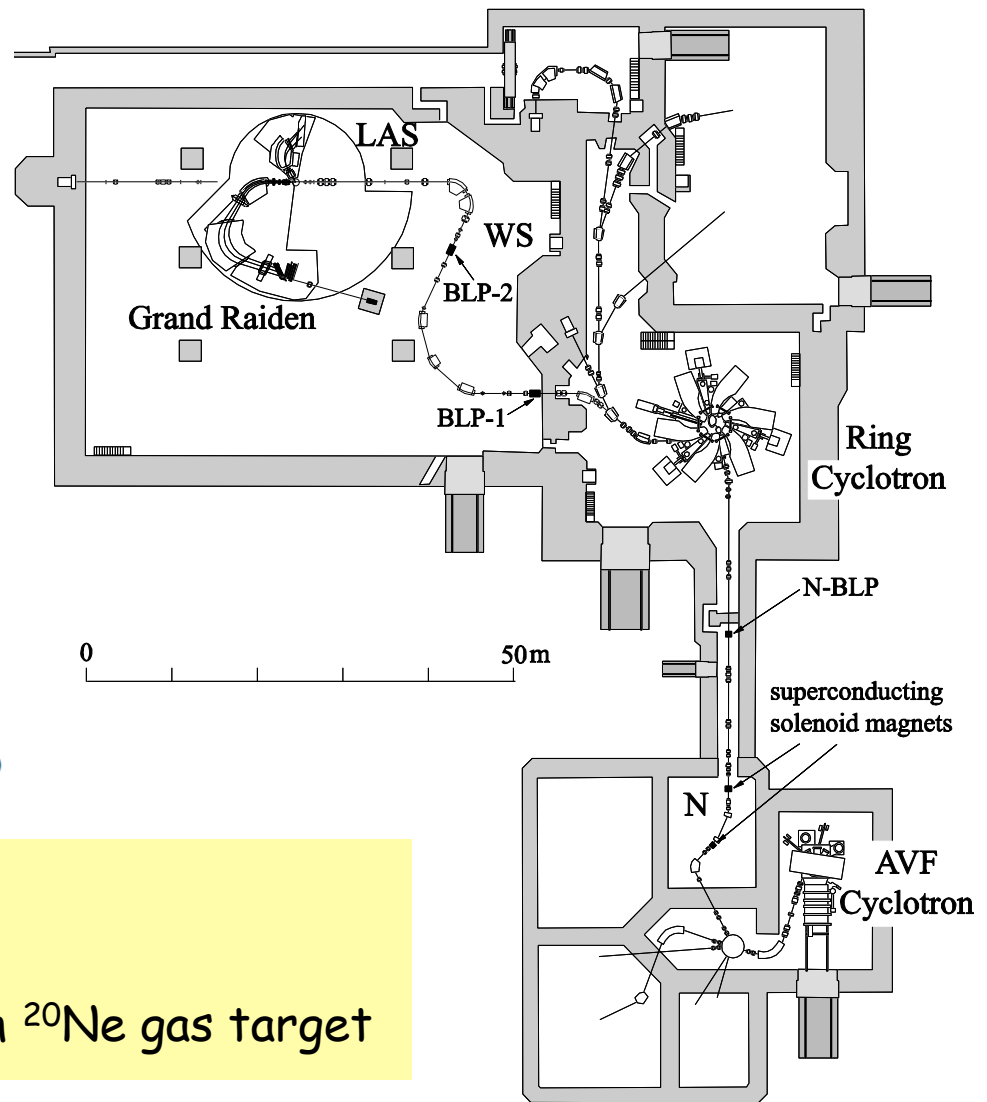 LAS
WS
BLP-2
Grand Raiden
BLP-1
Ring
Cyclotron
N-BLP
0 50 m
superconducting
solenoid magnets
N
AVF
Cyclotron
²⁰Ne gas target